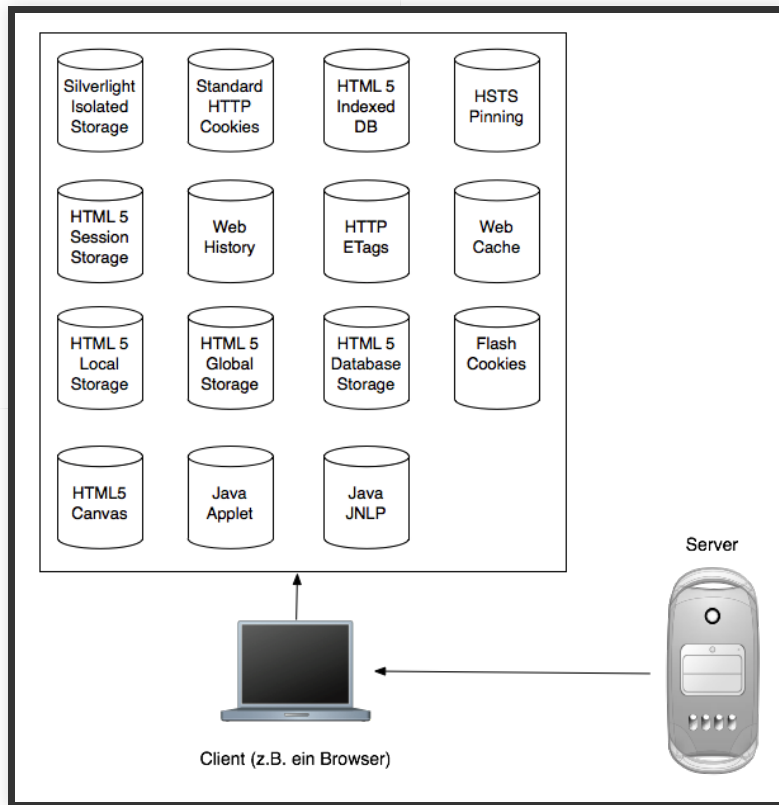 Silverlight
Isolated
Storage
Standard
HTTP
Cookies
HTML 5
Indexed
DB
HSTS
Pinning
HTML 5
Session
Storage
Web
History
HTTP
ETags
Web
Cache
HTML 5
Local
Storage
HTML 5
Global
Storage
HTML 5
Database
Storage
Flash
Cookies
HTML5
Canvas
Java
Applet
Java
JNLP
Server
Client (z.B. ein Browser)